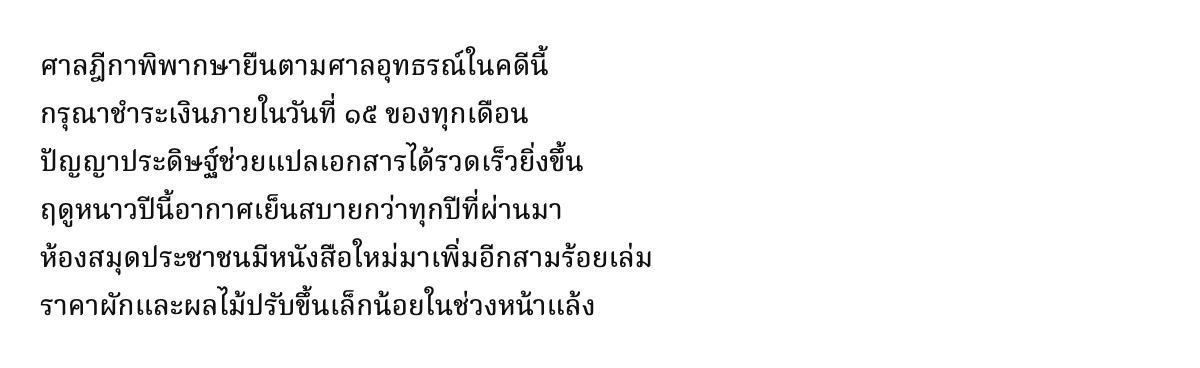 ศาลฎีกาพิพากษายืนตามศาลอุทธรณ์ในคดีนี้
กรุณาชำระเงินภายในวันที่ ๑๕ ของทุกเดือน
ปัญญาประดิษฐ์ช่วยแปลเอกสารได้รวดเร็วยิ่งขึ้น
ฤดูหนาวปีนี้อากาศเย็นสบายกว่าทุกปีที่ผ่านมา
ห้องสมุดประชาชนมีหนังสือใหม่มาเพิ่มอีกสามร้อยเล่ม
ราคาผักและผลไม้ปรับขึ้นเล็กน้อยในช่วงหน้าแล้ง